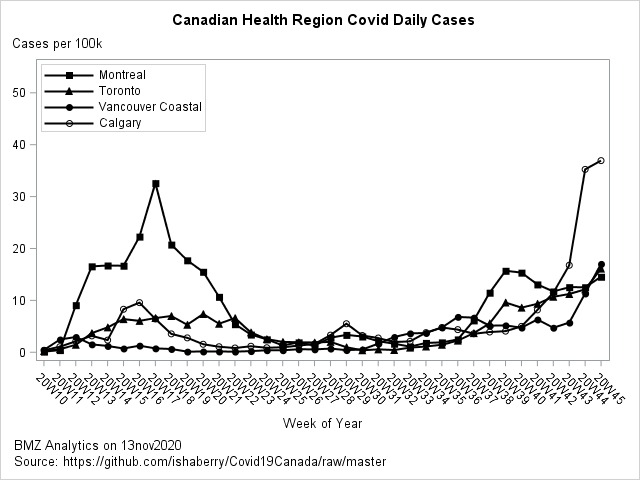 Canadian Health Region Covid Daily Cases
Cases per 100k
Montreal
Toronto
Vancouver Coastal
Calgary
50
40
30
20
10
0
20W10 20W11 20W12 20W13 20W14 20W15 20W16 20W17 20W18 20W19 20W20 20W21 20W22 20W23 20W24 20W25 20W26 20W27 20W28 20W29 20W30 20W31 20W32 20W33 20W34 20W35 20W36 20W37 20W38 20W39 20W40 20W41 20W42 20W43 20W44 20W45
Week of Year
BMZ Analytics on 13nov2020
Source: https://github.com/ishaberry/Covid19Canada/raw/master